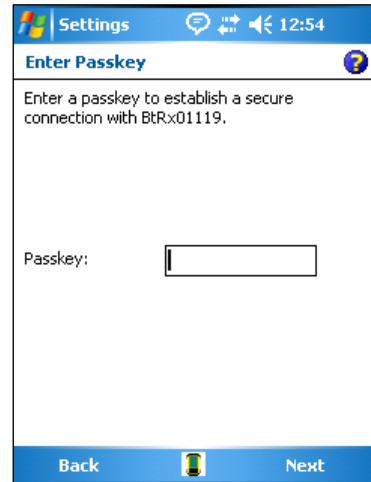 Settings 12:54
Enter Passkey ?
Enter a passkey to establish a secure
connection with BtRx01119.
Passkey:
Back Next